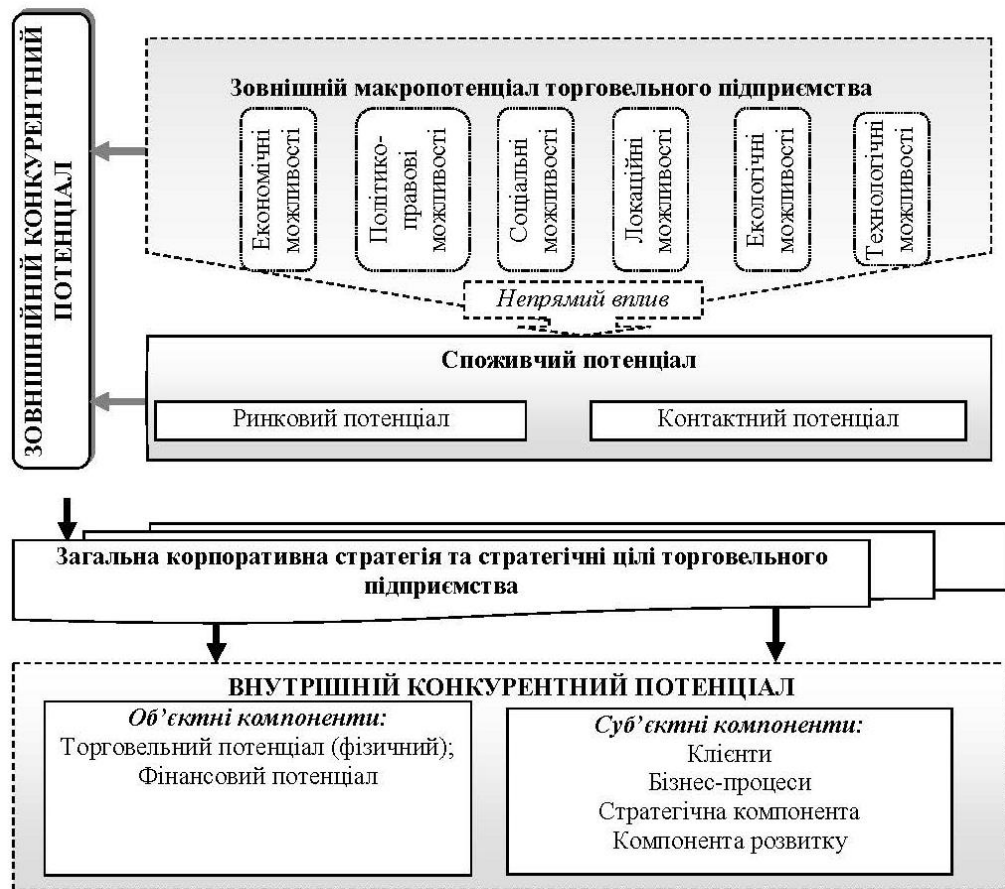 ЗОВНІШНІЙНІЙ КОНКУРЕНТНИЙ
ПОТЕНЦІАЛ
Зовнішній макропотенціал торговельного підприємства
Економічні
можливості
Політико-
правові
можливості
Соціальні
можливості
Локаційні
можливості
Екологічні
можливості
Технологічні
можливості
Непрямий вплив
Споживчий потенціал
Ринковий потенціал
Контактний потенціал
Загальна корпоративна стратегія та стратегічні цілі торговельного
підприємства
ВНУТРІШНІЙ КОНКУРЕНТНИЙ ПОТЕНЦІАЛ
Об’єктні компоненти:
Торговельний потенціал (фізичний);
Фінансовий потенціал
Суб’єктні компоненти:
Клієнти
Бізнес-процеси
Стратегічна компонента
Компонента розвитку